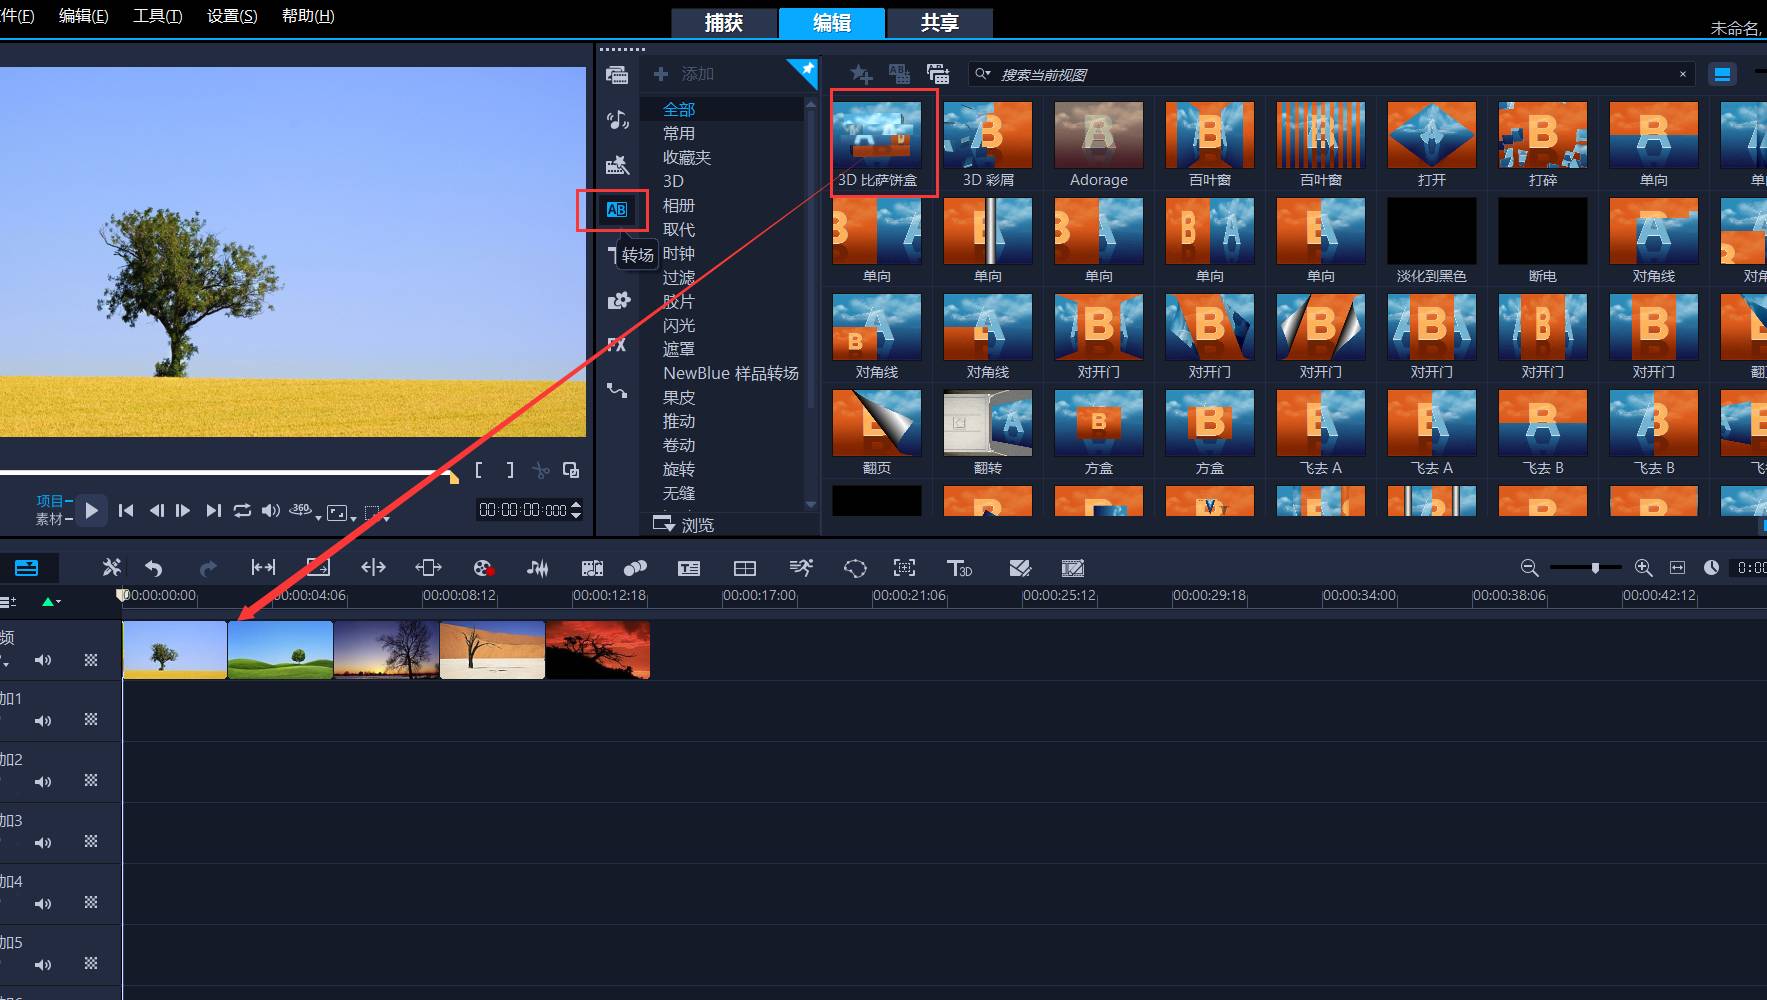 件(F) 编辑(E) 工具(T) 设置(S) 帮助(H)
捕获 编辑 共享
未命名,
添加
搜索当前视图
全部
常用
收藏夹
3D
相册
取代
时钟
过滤
胶片
闪光
遮罩
NewBlue 样品转场
果皮
推动
卷动
旋转
无缝
浏览
AB
转场
FX
3D 比萨饼盒 3D 彩屑 Adorage 百叶窗 百叶窗 打开 打碎 单向 单
单向 单向 单向 单向 单向 淡化到黑色 断电 对角线 对角
对角线 对角线 对开门 对开门 对开门 对开门 对开门 对开门 翻
翻页 翻转 方盒 方盒 飞去 A 飞去 A 飞去 B 飞去 B 飞
项目
素材
360
[ ]
00:00:00:000
T3D
0:00
00:00:00:00 00:00:04:06 00:00:08:12 00:00:12:18 00:00:17:00 00:00:21:06 00:00:25:12 00:00:29:18 00:00:34:00 00:00:38:06 00:00:42:12
频
加1
加2
加3
加4
加5